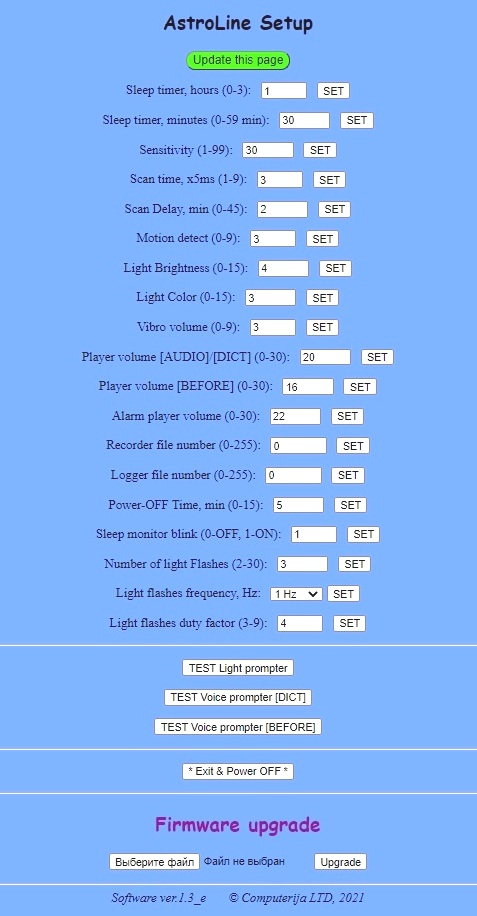 AstroLine Setup
Update this page
Sleep timer, hours (0-3): 1 SET
Sleep timer, minutes (0-59 min): 30 SET
Sensitivity (1-99): 30 SET
Scan time, x5ms (1-9): 3 SET
Scan Delay, min (0-45): 2 SET
Motion detect (0-9): 3 SET
Light Brightness (0-15): 4 SET
Light Color (0-15): 3 SET
Vibro volume (0-9): 3 SET
Player volume [AUDIO]/[DICT] (0-30): 20 SET
Player volume [BEFORE] (0-30): 16 SET
Alarm player volume (0-30): 22 SET
Recorder file number (0-255): 0 SET
Logger file number (0-255): 0 SET
Power-OFF Time, min (0-15): 5 SET
Sleep monitor blink (0-OFF, 1-ON): 1 SET
Number of light Flashes (2-30): 3 SET
Light flashes frequency, Hz: 1 Hz SET
Light flashes duty factor (3-9): 4 SET
TEST Light prompter
TEST Voice prompter [DICT]
TEST Voice prompter [BEFORE]
* Exit & Power OFF *
Firmware upgrade
Выберите файл Файл не выбран Upgrade
Software ver.1.3_e © Computerija LTD, 2021